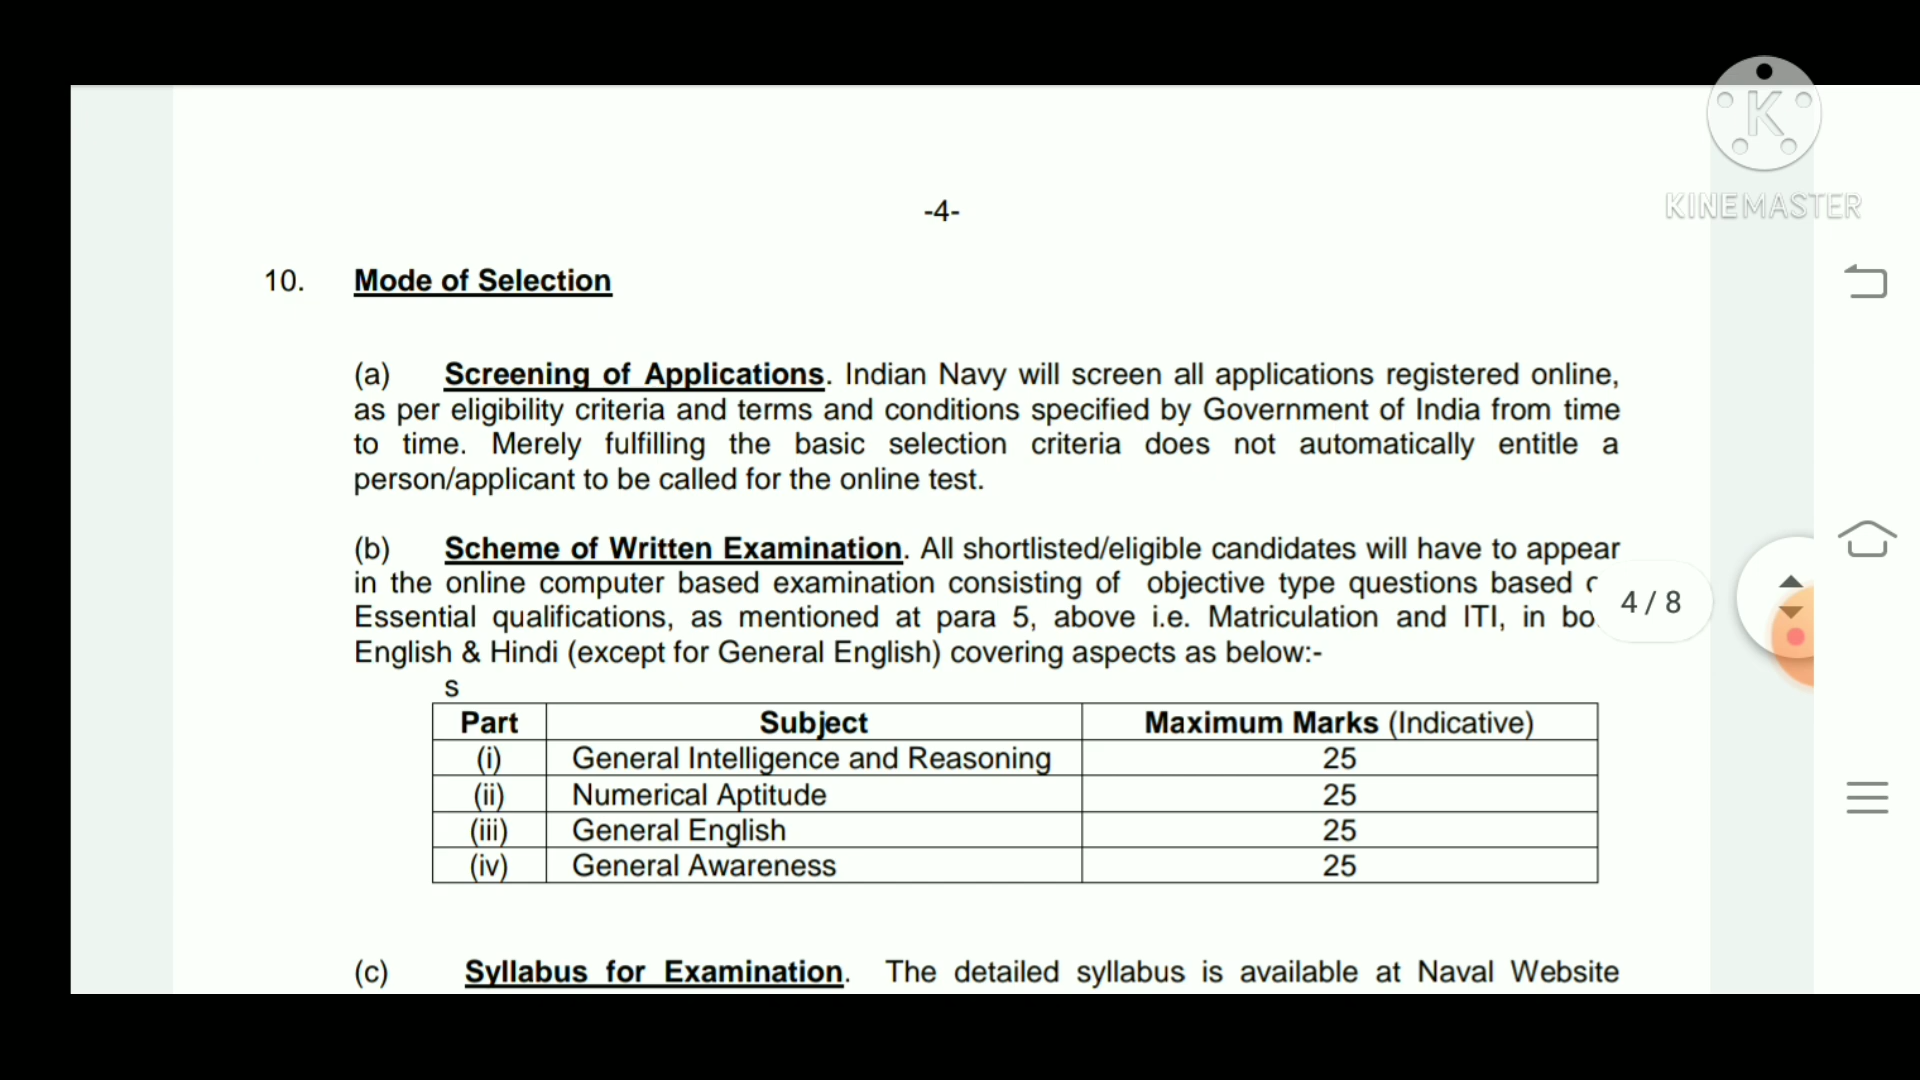 K
KINEMASTER
-4-
10. Mode of Selection
(a) Screening of Applications. Indian Navy will screen all applications registered online,
as per eligibility criteria and terms and conditions specified by Government of India from time
to time. Merely fulfilling the basic selection criteria does not automatically entitle a
person/applicant to be called for the online test.
(b) Scheme of Written Examination. All shortlisted/eligible candidates will have to appear
in the online computer based examination consisting of objective type questions based
Essential qualifications, as mentioned at para 5, above i.e. Matriculation and ITI, in bo
4 / 8
English & Hindi (except for General English) covering aspects as below:-
s
Part Subject Maximum Marks (Indicative)
(i) General Intelligence and Reasoning 25
(ii) Numerical Aptitude 25
(iii) General English 25
(iv) General Awareness 25
(c) Syllabus for Examination. The detailed syllabus is available at Naval Website